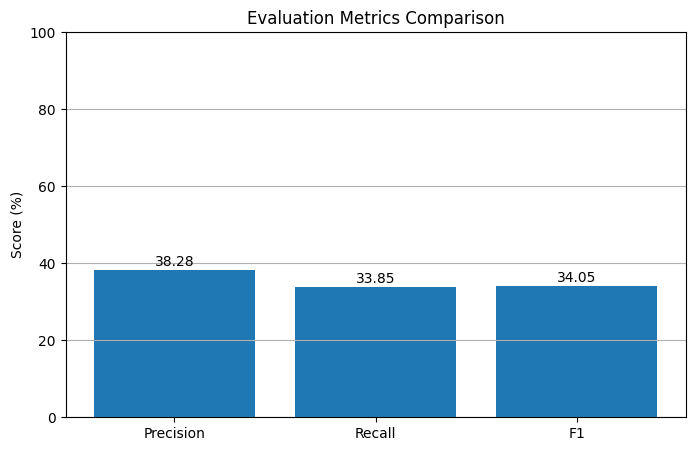 Evaluation Metrics Comparison
Score (%)
100
80
60
40
20
0
38.28
33.85
34.05
Precision
Recall
F1